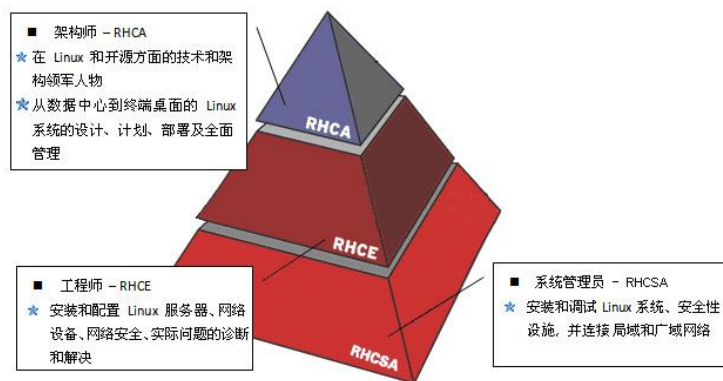 ■ 架构师 – RHCA
在 Linux 和开源方面的技术和架
构领军人物
从数据中心到终端桌面的 Linux
系统的设计、计划、部署及全面
管理
RHCA
RHCE
■ 工程师 – RHCE
安装和配置 Linux 服务器、网络
设备、网络安全、实际问题的诊断
和解决
■ 系统管理员 - RHCSA
安装和调试 Linux 系统、安全性
设施, 并连接局域和广域网络
RHCSA